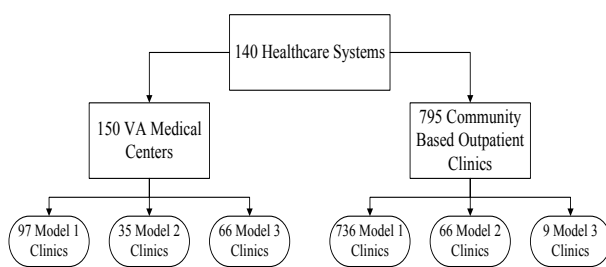 140 Healthcare Systems
150 VA Medical
Centers
795 Community
Based Outpatient
Clinics
97 Model 1
Clinics
35 Model 2
Clinics
66 Model 3
Clinics
736 Model 1
Clinics
66 Model 2
Clinics
9 Model 3
Clinics